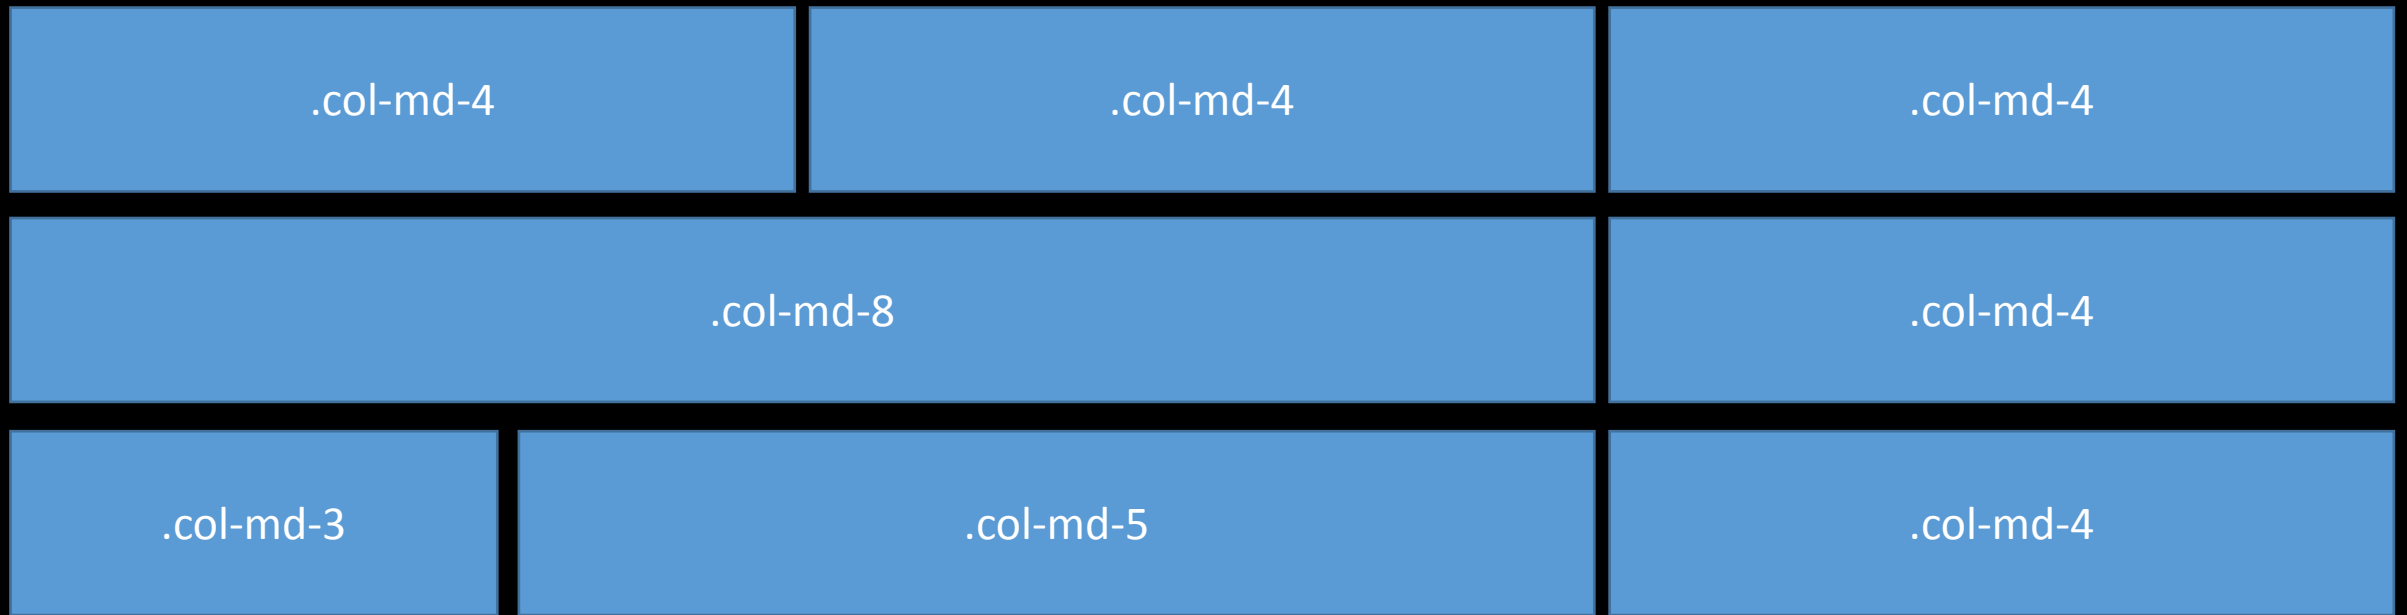 .col-md-4 .col-md-4 .col-md-4
.col-md-8 .col-md-4
.col-md-3 .col-md-5 .col-md-4